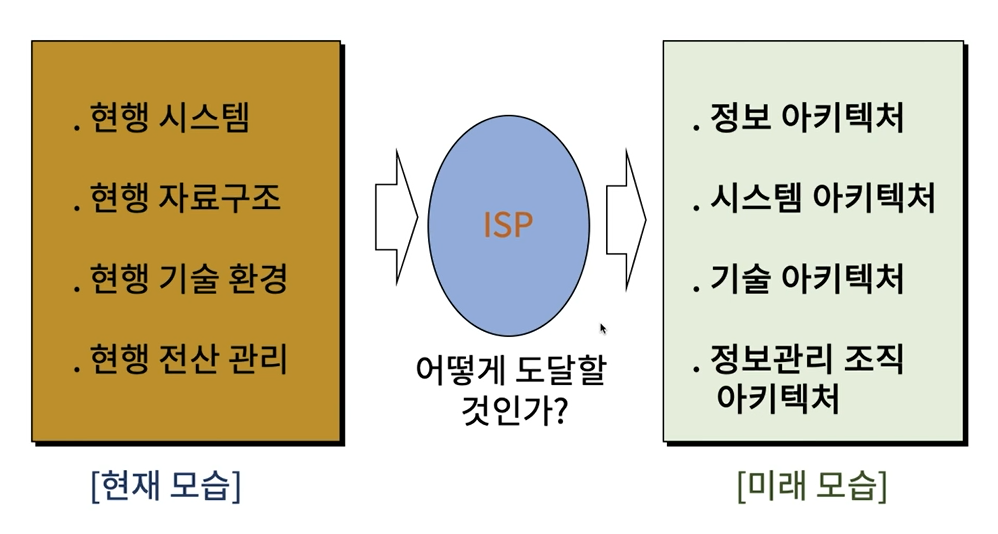 . 현행 시스템
. 현행 자료구조
. 현행 기술 환경
. 현행 전산 관리
[현재 모습]
ISP
어떻게 도달할
것인가?
. 정보 아키텍처
. 시스템 아키텍처
. 기술 아키텍처
. 정보관리 조직
아키텍처
[미래 모습]